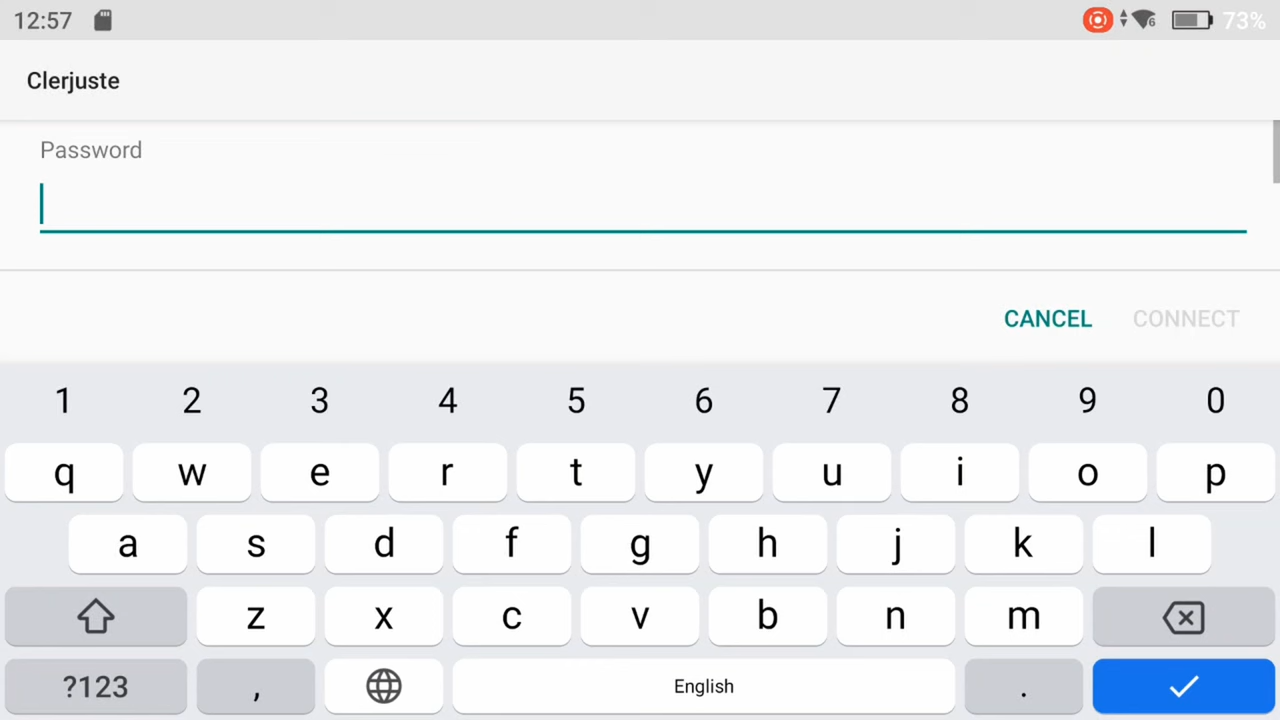 12:57
6
73%
Clerjuste
Password
CANCEL CONNECT
1 2 3 4 5 6 7 8 9 0
q w e r t y u i o p
a s d f g h j k l
z x c v b n m
?123 , English .